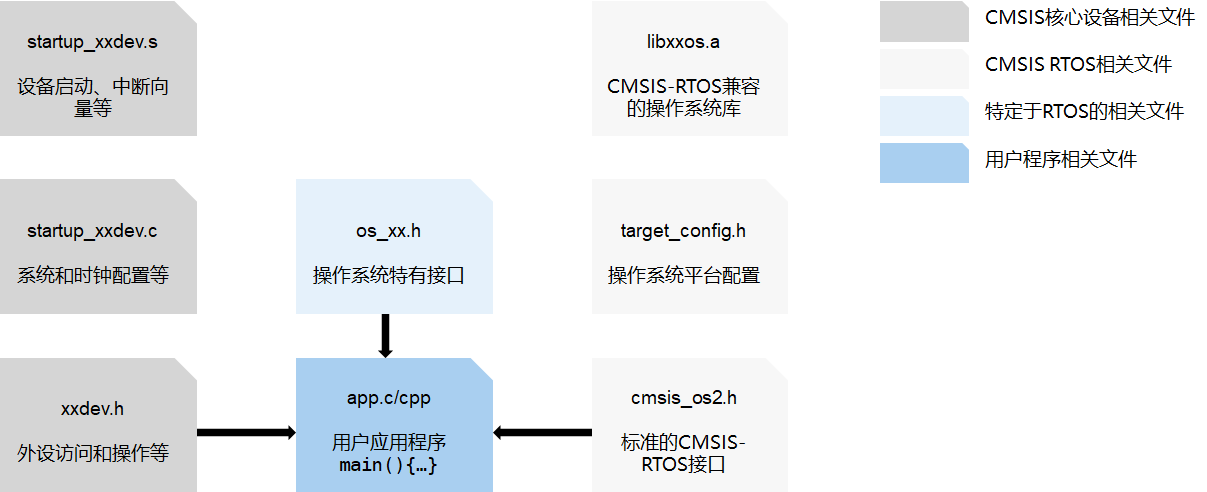 startup_xxdev.s
设备启动、中断向
量等
libxxos.a
CMSIS-RTOS兼容
的操作系统库
CMSIS核心设备相关文件
CMSIS RTOS相关文件
特定于RTOS的相关文件
用户程序相关文件
startup_xxdev.c
系统和时钟配置等
os_xx.h
操作系统特有接口
target_config.h
操作系统平台配置
xxdev.h
外设访问和操作等
app.c/cpp
用户应用程序
main(){…}
cmsis_os2.h
标准的CMSIS-
RTOS接口